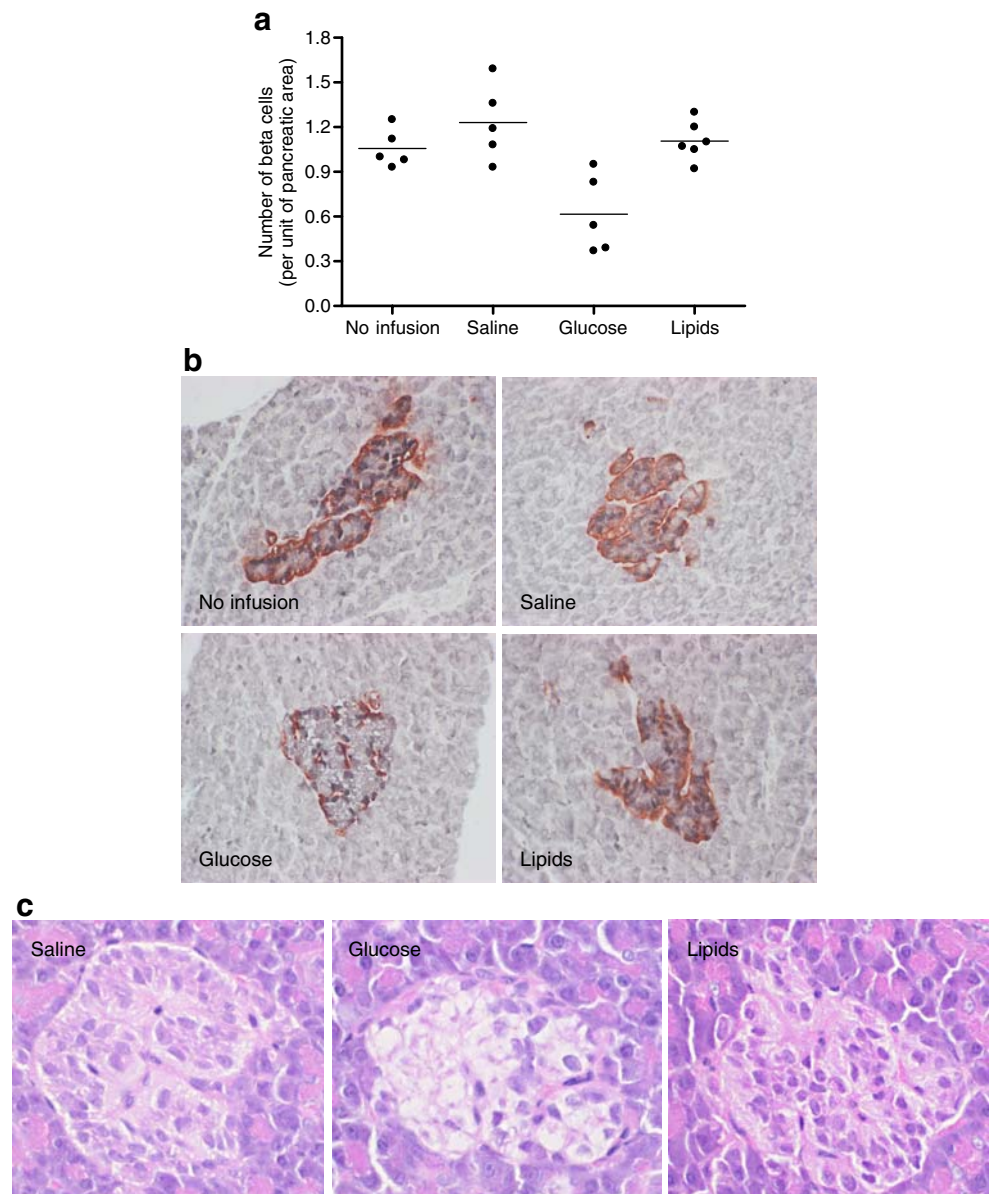 a
Number of beta cells
(per unit of pancreatic area)
1.8
1.5
1.2
0.9
0.6
0.3
0.0
No infusion Saline Glucose Lipids
b
No infusion
Saline
Glucose
Lipids
c
Saline
Glucose
Lipids